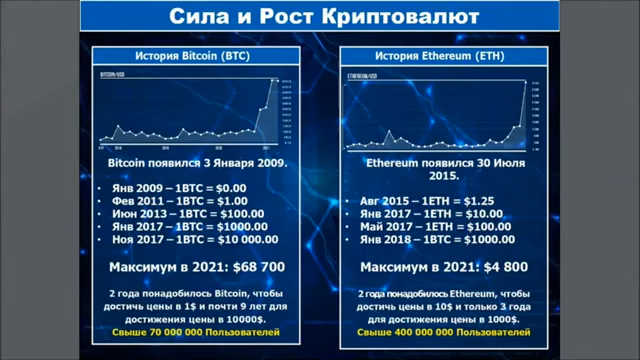 Сила и Рост Криптовалют
История Bitcoin (BTC)
BITCOIN/USD
Bitcoin появился 3 Января 2009.
• Янв 2009 – 1BTC = $0.00
• Фев 2011 – 1BTC = $1.00
• Июн 2013 – 1BTC = $100.00
• Янв 2017 – 1BTC = $1000.00
• Ноя 2017 – 1BTC = $10 000.00
Максимум в 2021: $68 700
2 года понадобилось Bitcoin, чтобы
достичь цены в 1$ и почти 9 лет для
достижения цены в 10000$.
Свыше 70 000 000 Пользователей
История Ethereum (ETH)
ETHEREUM/USD
Ethereum появился 30 Июля
2015.
• Авг 2015 – 1ETH = $1.25
• Янв 2017 – 1ETH = $10.00
• Май 2017 – 1ETH = $100.00
• Янв 2018 – 1BTC = $1000.00
Максимум в 2021: $4 800
2 года понадобилось Ethereum, чтобы
достичь цены в 10$ и только 3 года
для достижения цены в 1000$.
Свыше 400 000 000 Пользователей